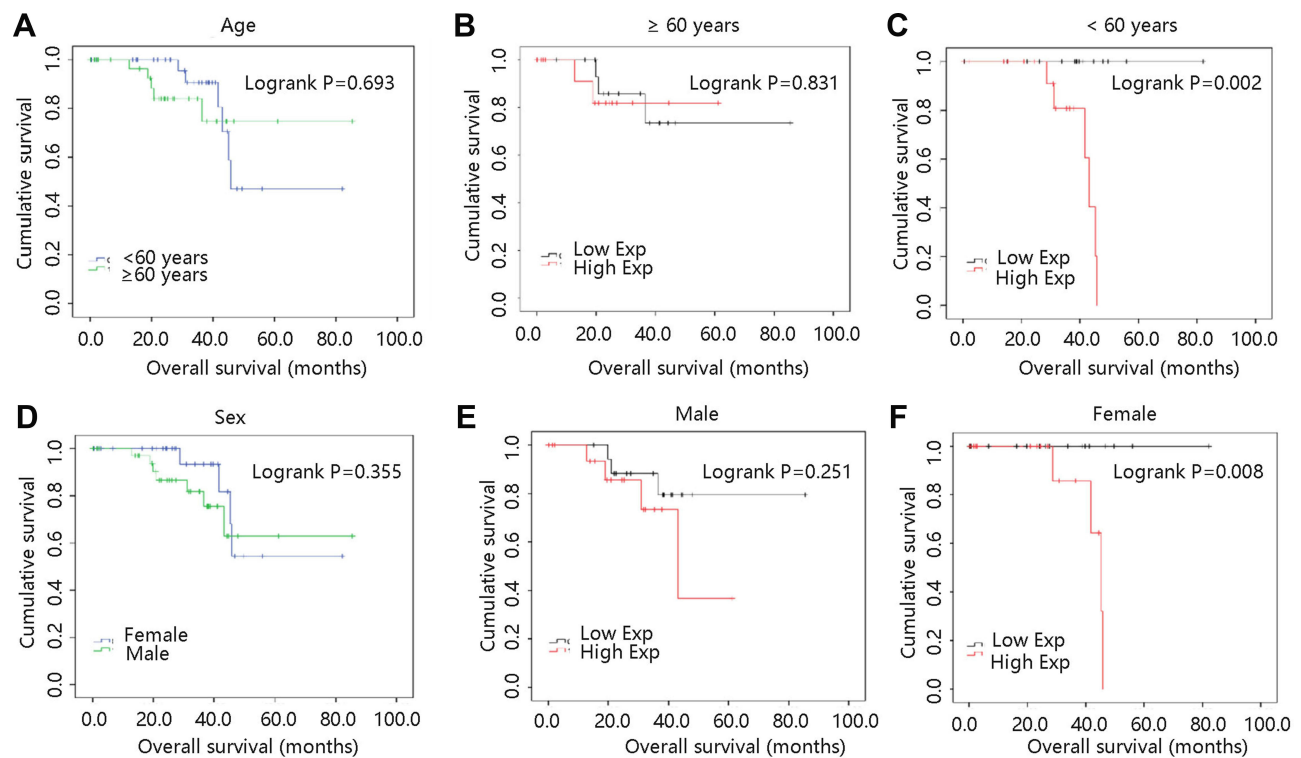 A
Age
1.0
0.8
0.6
0.4
0.2
0.0
Cumulative survival
Logrank P=0.693
<60 years
≥60 years
0.0 20.0 40.0 60.0 80.0 100.0
Overall survival (months)
B
≥ 60 years
1.0
0.8
0.6
0.4
0.2
0.0
Cumulative survival
Logrank P=0.831
Low Exp
High Exp
0.0 20.0 40.0 60.0 80.0 100.0
Overall survival (months)
C
< 60 years
1.0
0.8
0.6
0.4
0.2
0.0
Cumulative survival
Logrank P=0.002
Low Exp
High Exp
0.0 20.0 40.0 60.0 80.0 100.0
Overall survival (months)
D
Sex
1.0
0.8
0.6
0.4
0.2
0.0
Cumulative survival
Logrank P=0.355
Female
Male
0.0 20.0 40.0 60.0 80.0 100.0
Overall survival (months)
E
Male
1.0
0.8
0.6
0.4
0.2
0.0
Cumulative survival
Logrank P=0.251
Low Exp
High Exp
0.0 20.0 40.0 60.0 80.0 100.0
Overall survival (months)
F
Female
1.0
0.8
0.6
0.4
0.2
0.0
Cumulative survival
Logrank P=0.008
Low Exp
High Exp
0.0 20.0 40.0 60.0 80.0 100.0
Overall survival (months)